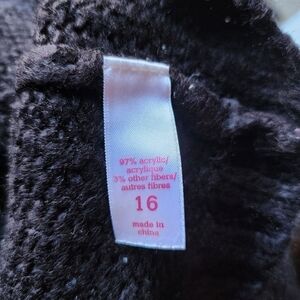 97% acrylic/
acrylique
3% other fibers/
autres fibres
16
made in
china